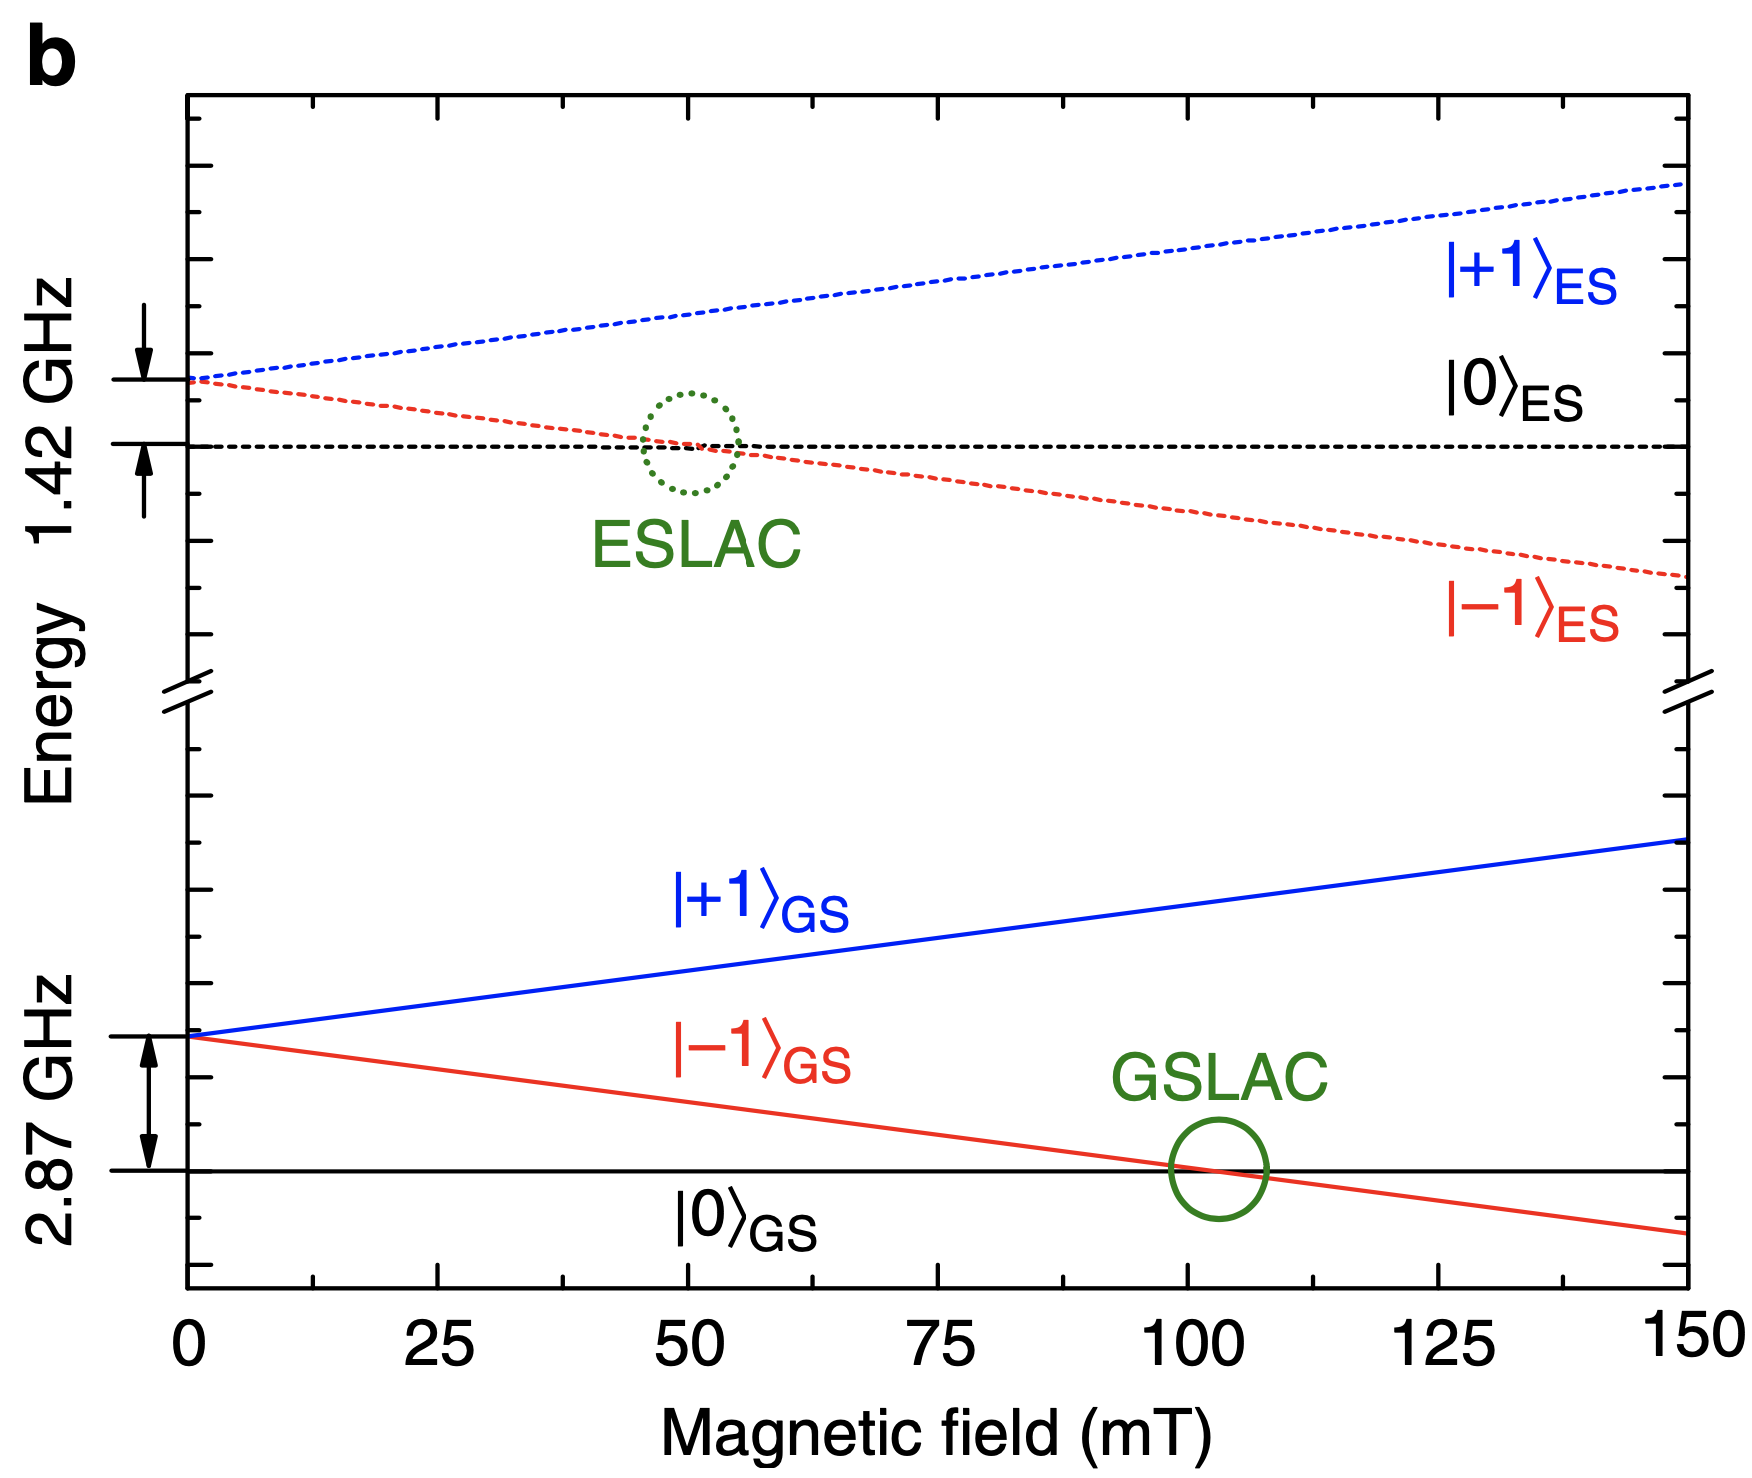 b
Energy 1.42 GHz
2.87 GHz
|+1⟩ES
|0⟩ES
ESLAC
|−1⟩ES
|+1⟩GS
|−1⟩GS
GSLAC
|0⟩GS
0 25 50 75 100 125 150
Magnetic field (mT)